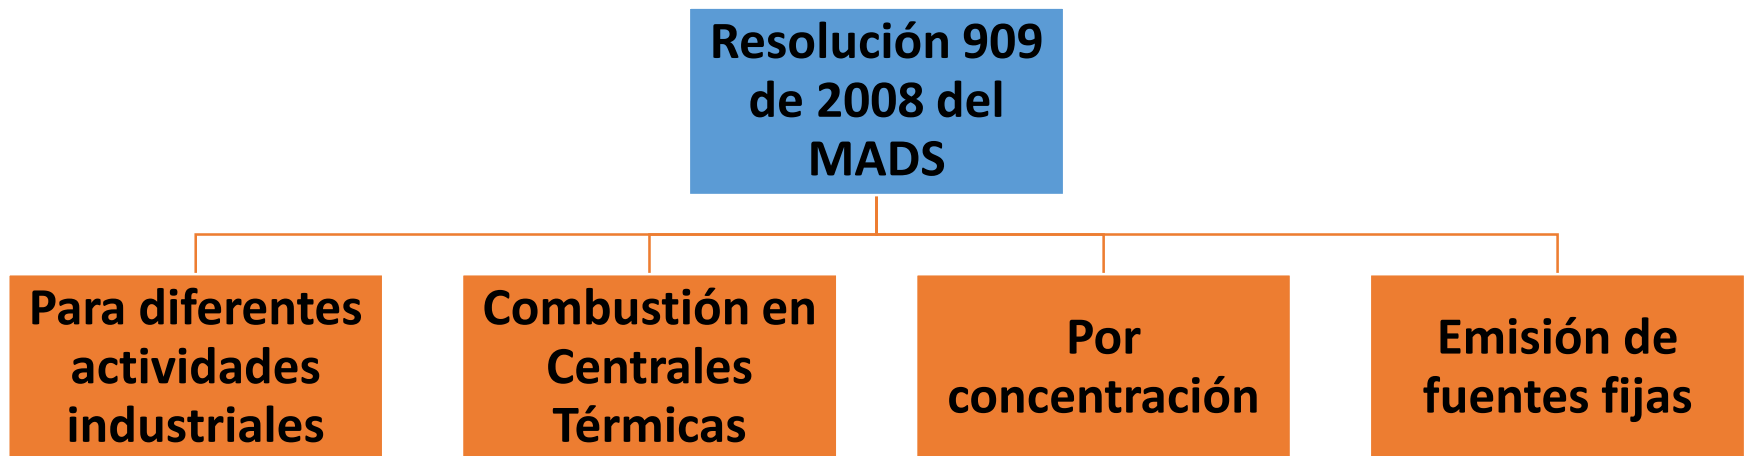 Resolución 909
de 2008 del
MADS
Para diferentes
actividades
industriales
Combustión en
Centrales
Térmicas
Por
concentración
Emisión de
fuentes fijas